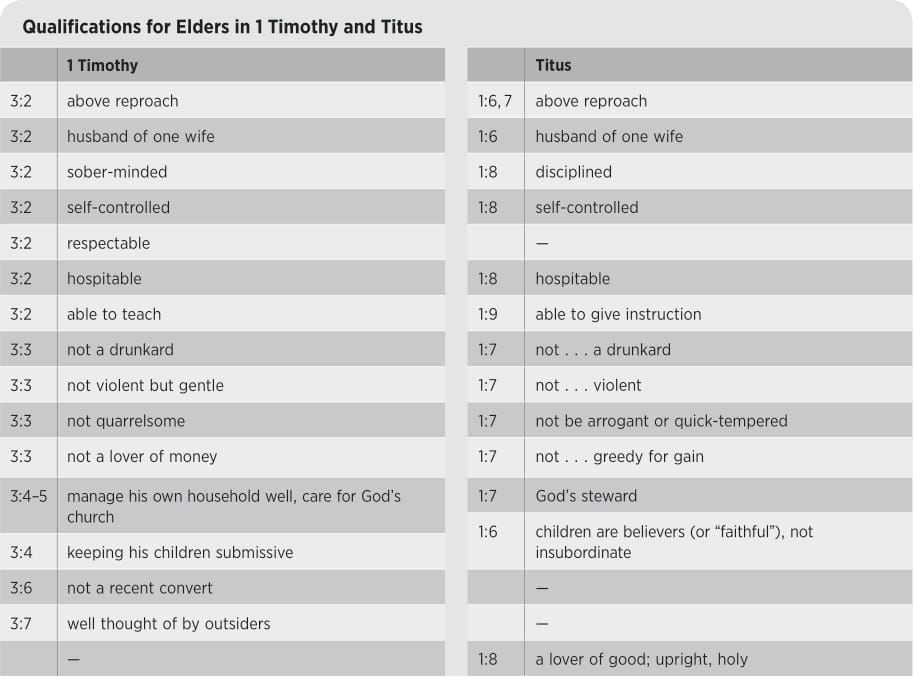 Qualifications for Elders in 1 Timothy and Titus
1 Timothy
3:2 above reproach
3:2 husband of one wife
3:2 sober-minded
3:2 self-controlled
3:2 respectable
3:2 hospitable
3:2 able to teach
3:3 not a drunkard
3:3 not violent but gentle
3:3 not quarrelsome
3:3 not a lover of money
3:4–5 manage his own household well, care for God’s
church
3:4 keeping his children submissive
3:6 not a recent convert
3:7 well thought of by outsiders
—
Titus
1:6, 7 above reproach
1:6 husband of one wife
1:8 disciplined
1:8 self-controlled
—
1:8 hospitable
1:9 able to give instruction
1:7 not . . . a drunkard
1:7 not . . . violent
1:7 not be arrogant or quick-tempered
1:7 not . . . greedy for gain
1:7 God’s steward
1:6 children are believers (or “faithful”), not
insubordinate
—
—
1:8 a lover of good; upright, holy